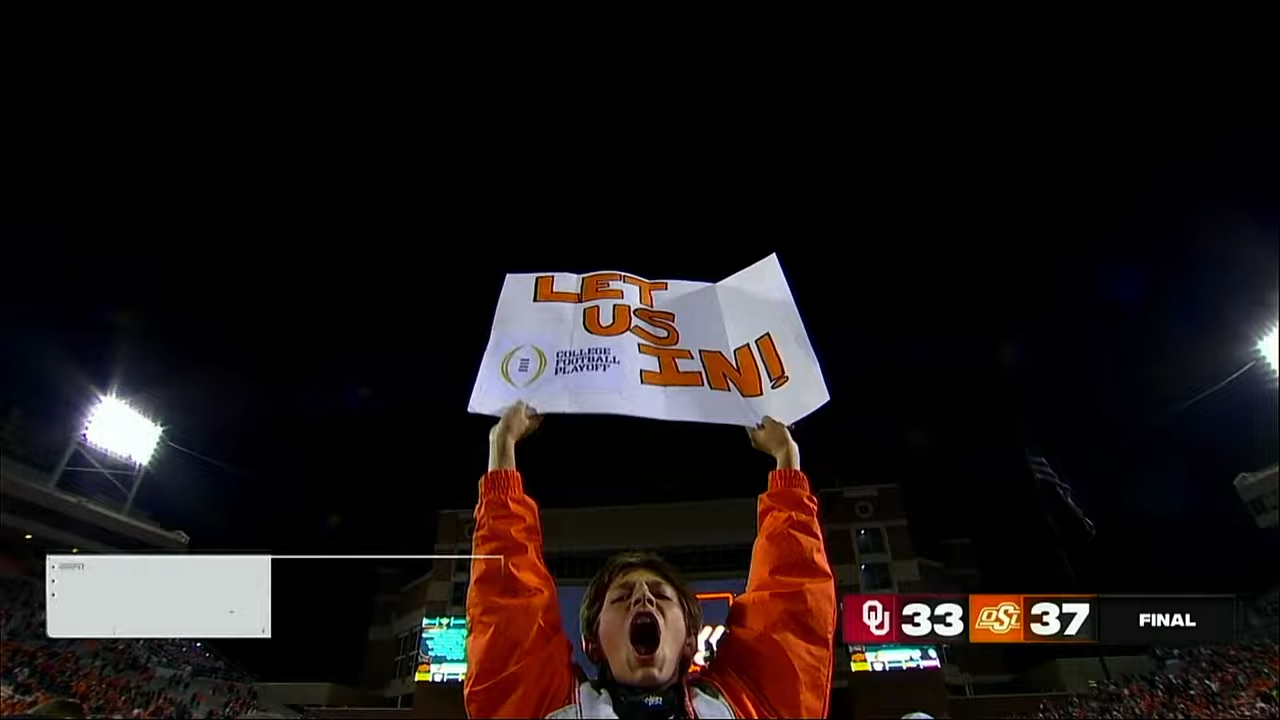 LET
US
IN!
COLLEGE
FOOTBALL
PLAYOFF
OU 33 OSU 37 FINAL